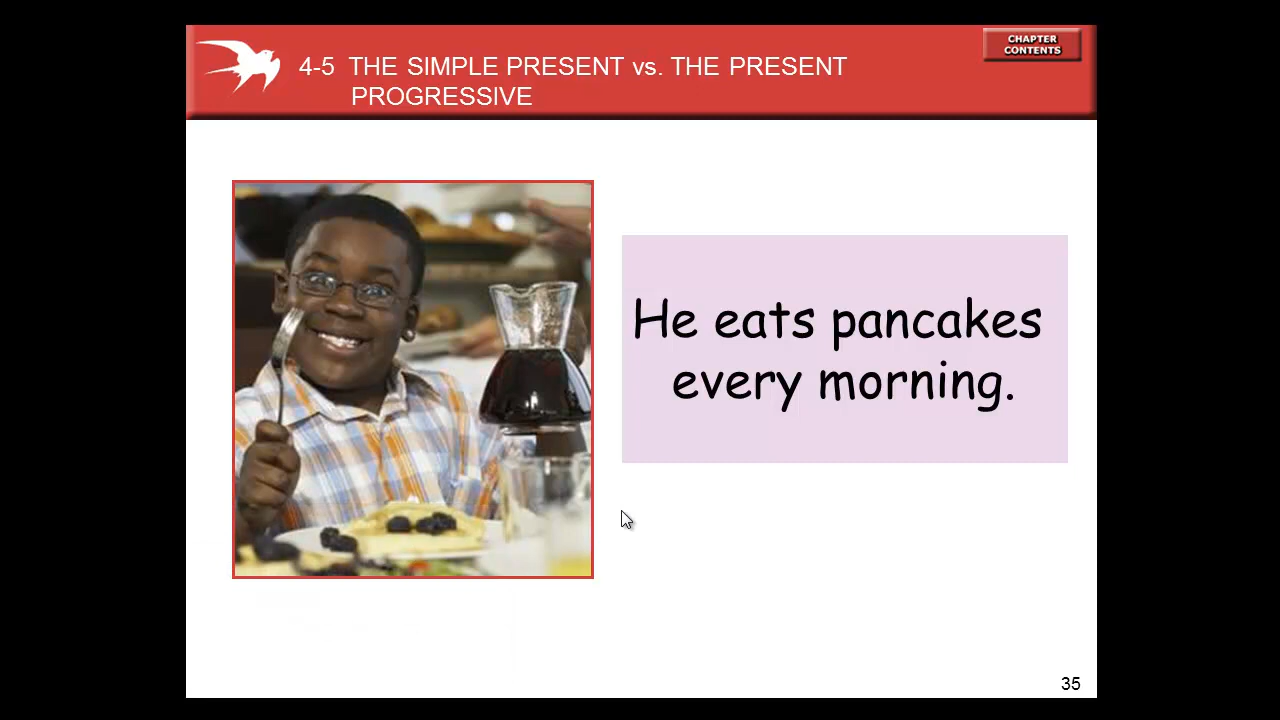 CHAPTER
CONTENTS
4-5 THE SIMPLE PRESENT vs. THE PRESENT
PROGRESSIVE
He eats pancakes
every morning.
35